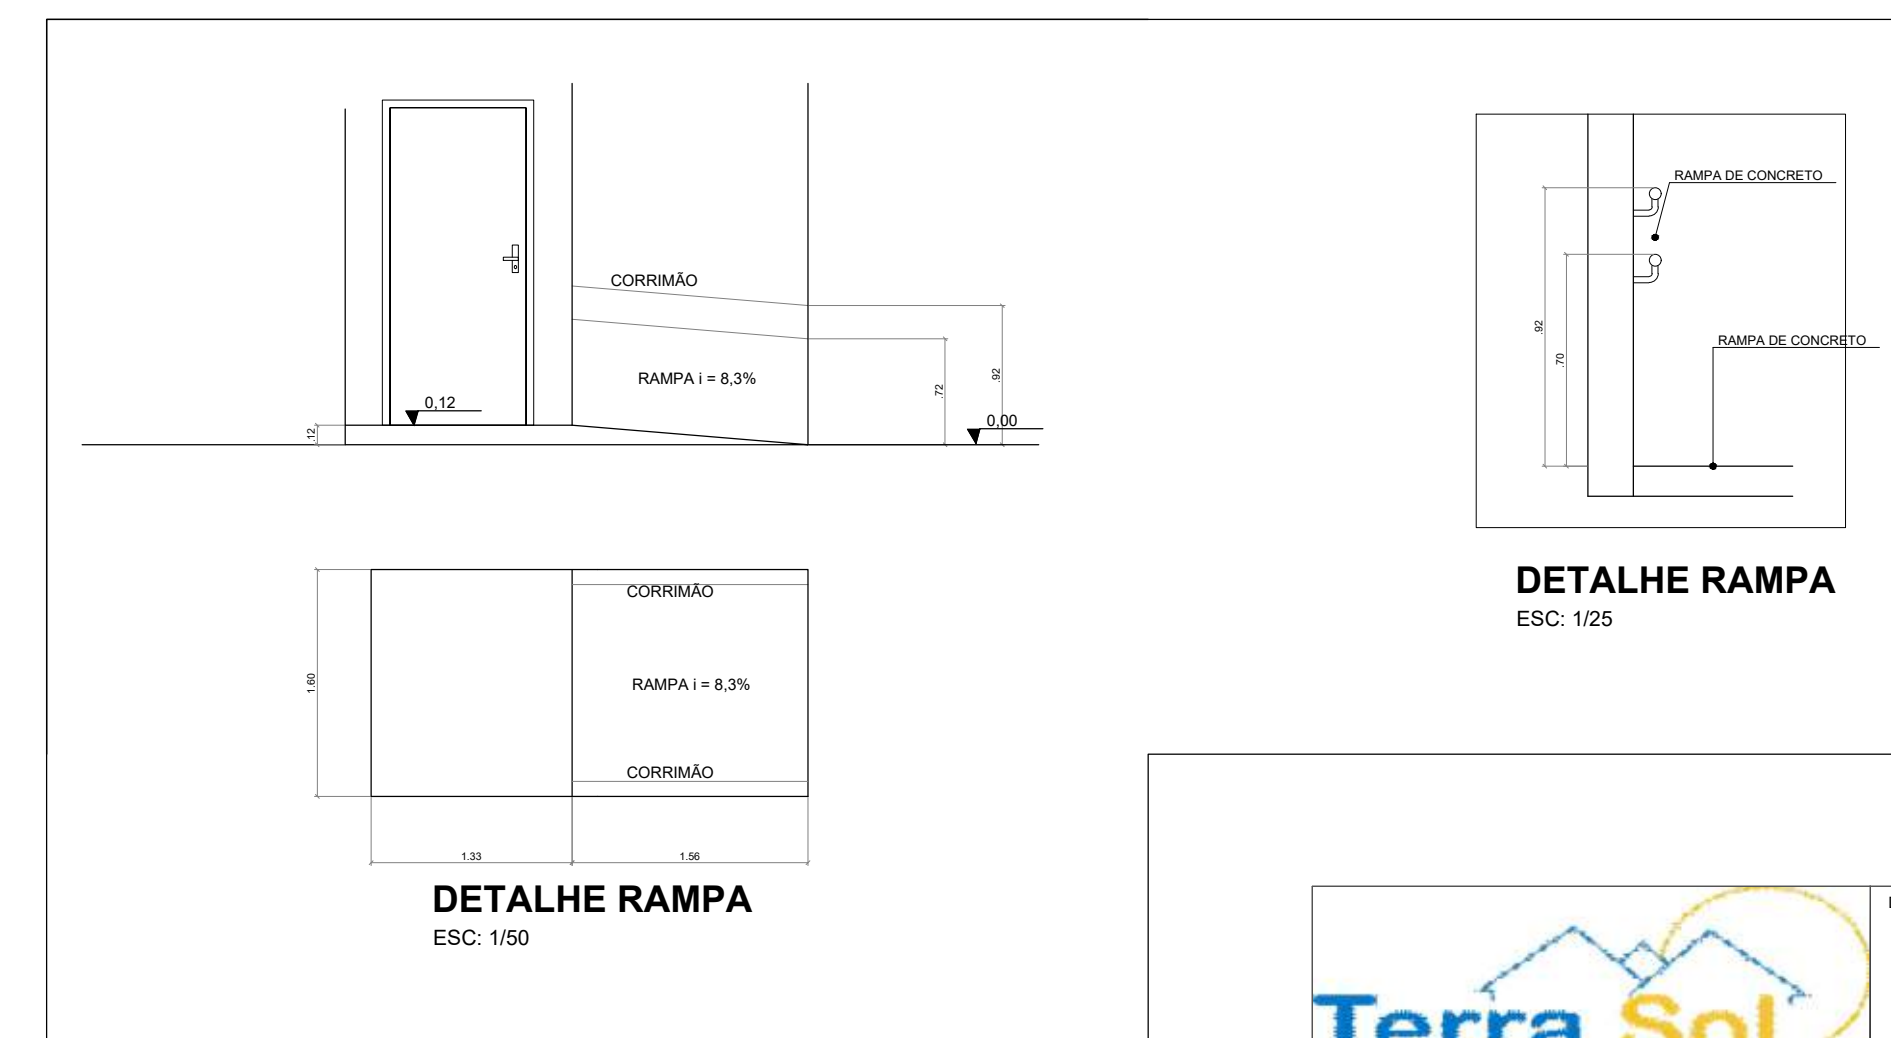 CORRIMÃO
RAMPA i = 8,3%
0,12
.12
.72
.92
0,00
RAMPA DE CONCRETO
.92
.70
RAMPA DE CONCRETO
DETALHE RAMPA
ESC: 1/25
CORRIMÃO
1.60
RAMPA i = 8,3%
CORRIMÃO
1.33
1.56
DETALHE RAMPA
ESC: 1/50
Terra Sol